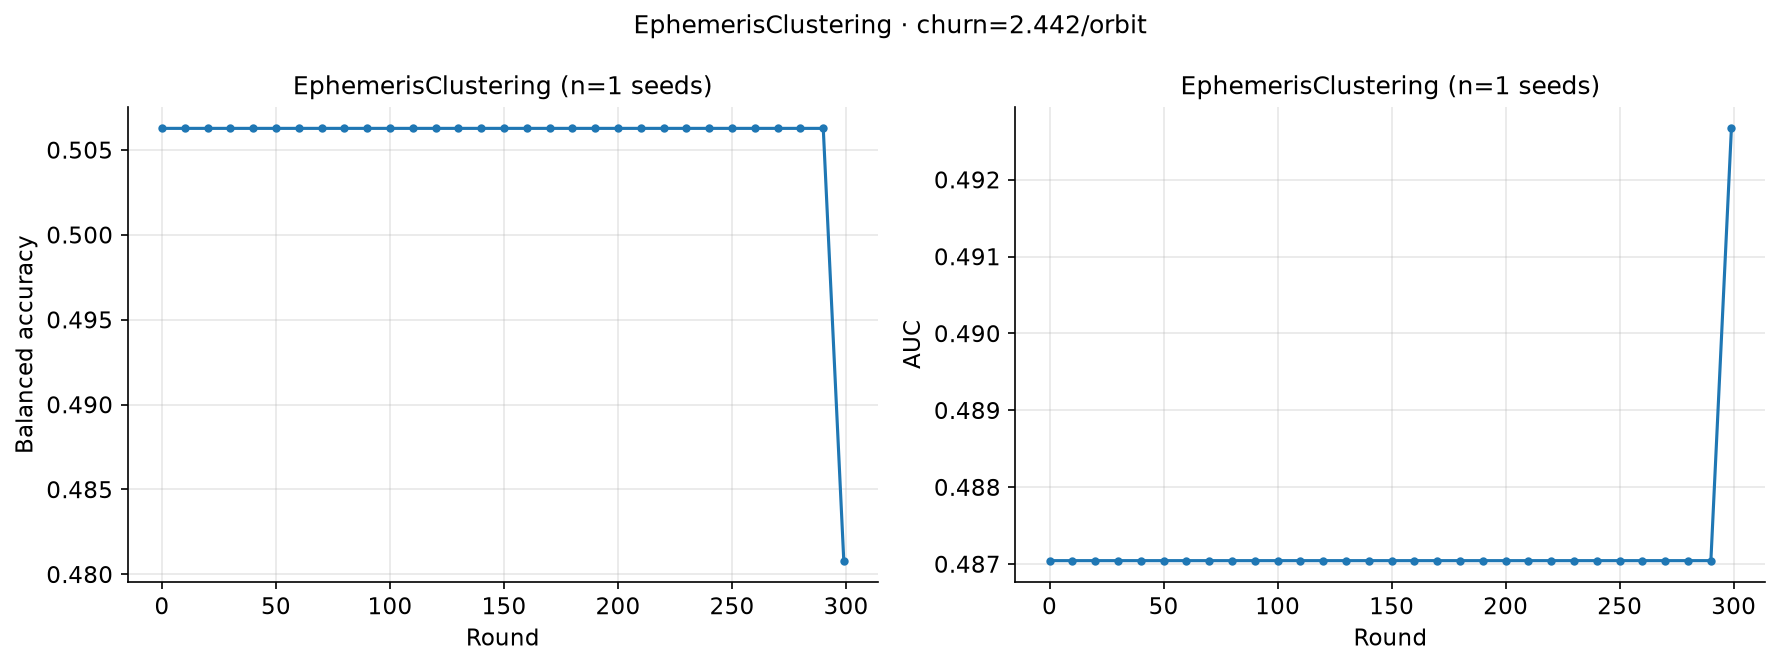 EphemerisClustering · churn=2.442/orbit
EphemerisClustering (n=1 seeds)
Balanced accuracy
0.505
0.500
0.495
0.490
0.485
0.480
0 50 100 150 200 250 300
Round
EphemerisClustering (n=1 seeds)
AUC
0.492
0.491
0.490
0.489
0.488
0.487
0 50 100 150 200 250 300
Round